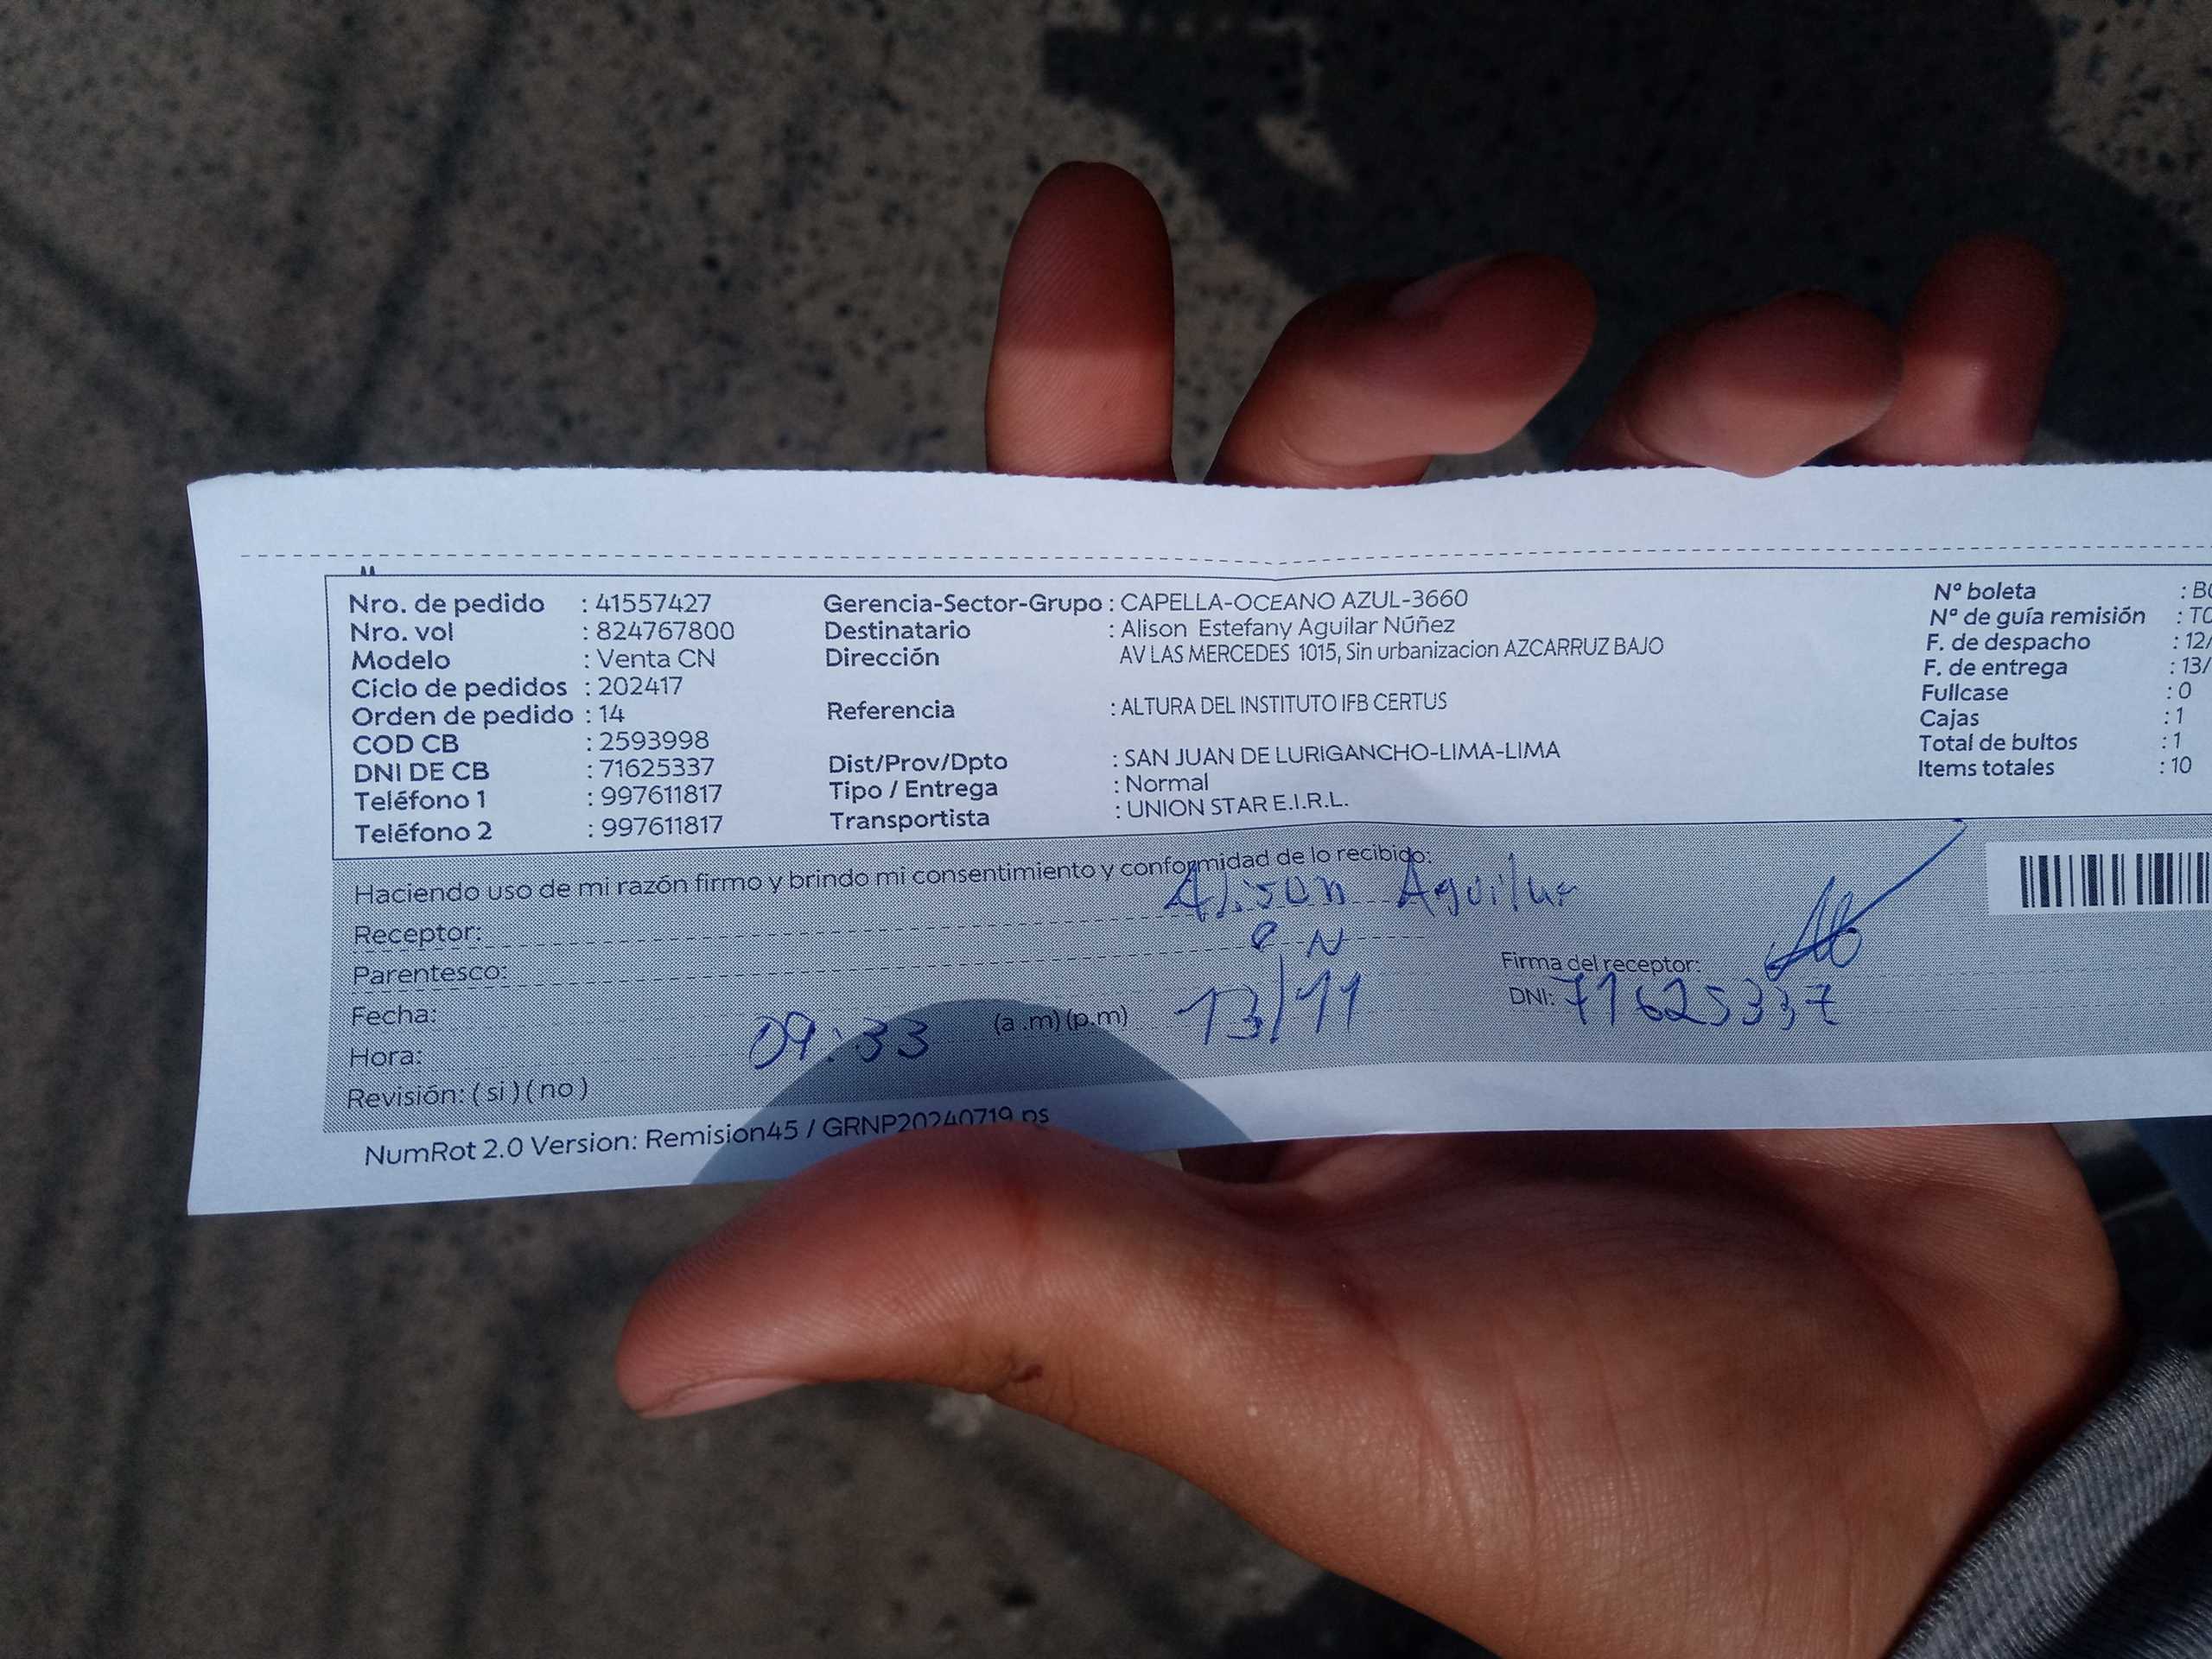 Nro. de pedido : 41557427
Nro. vol : 824767800
Modelo : Venta CN
Ciclo de pedidos : 202417
Orden de pedido : 14
COD CB : 2593998
DNI DE CB : 71625337
Teléfono 1 : 997611817
Teléfono 2 : 997611817
Gerencia-Sector-Grupo : CAPELLA-OCEANO AZUL-3660
Destinatario : Alison Estefany Aguilar Núñez
Dirección AV LAS MERCEDES 1015, Sin urbanizacion AZCARRUZ BAJO
Referencia : ALTURA DEL INSTITUTO IFB CERTUS
Dist/Prov/Dpto : SAN JUAN DE LURIGANCHO-LIMA-LIMA
Tipo / Entrega : Normal
Transportista : UNION STAR E.I.R.L.
Nº boleta : B
Nº de guía remisión : T
F. de despacho : 12/
F. de entrega : 13/
Fullcase : 0
Cajas : 1
Total de bultos : 1
Items totales : 10
Haciendo uso de mi razón firmo y brindo mi consentimiento y conformidad de lo recibido:
Receptor: Alison Aguilar
Parentesco: C N
Firma del receptor:
Fecha: 13/11
DNI: 71625337
Hora: 09:33 (a .m) (p.m)
Revisión: ( si ) ( no )
NumRot 2.0 Version: Remision45 / GRNP20240719 ps